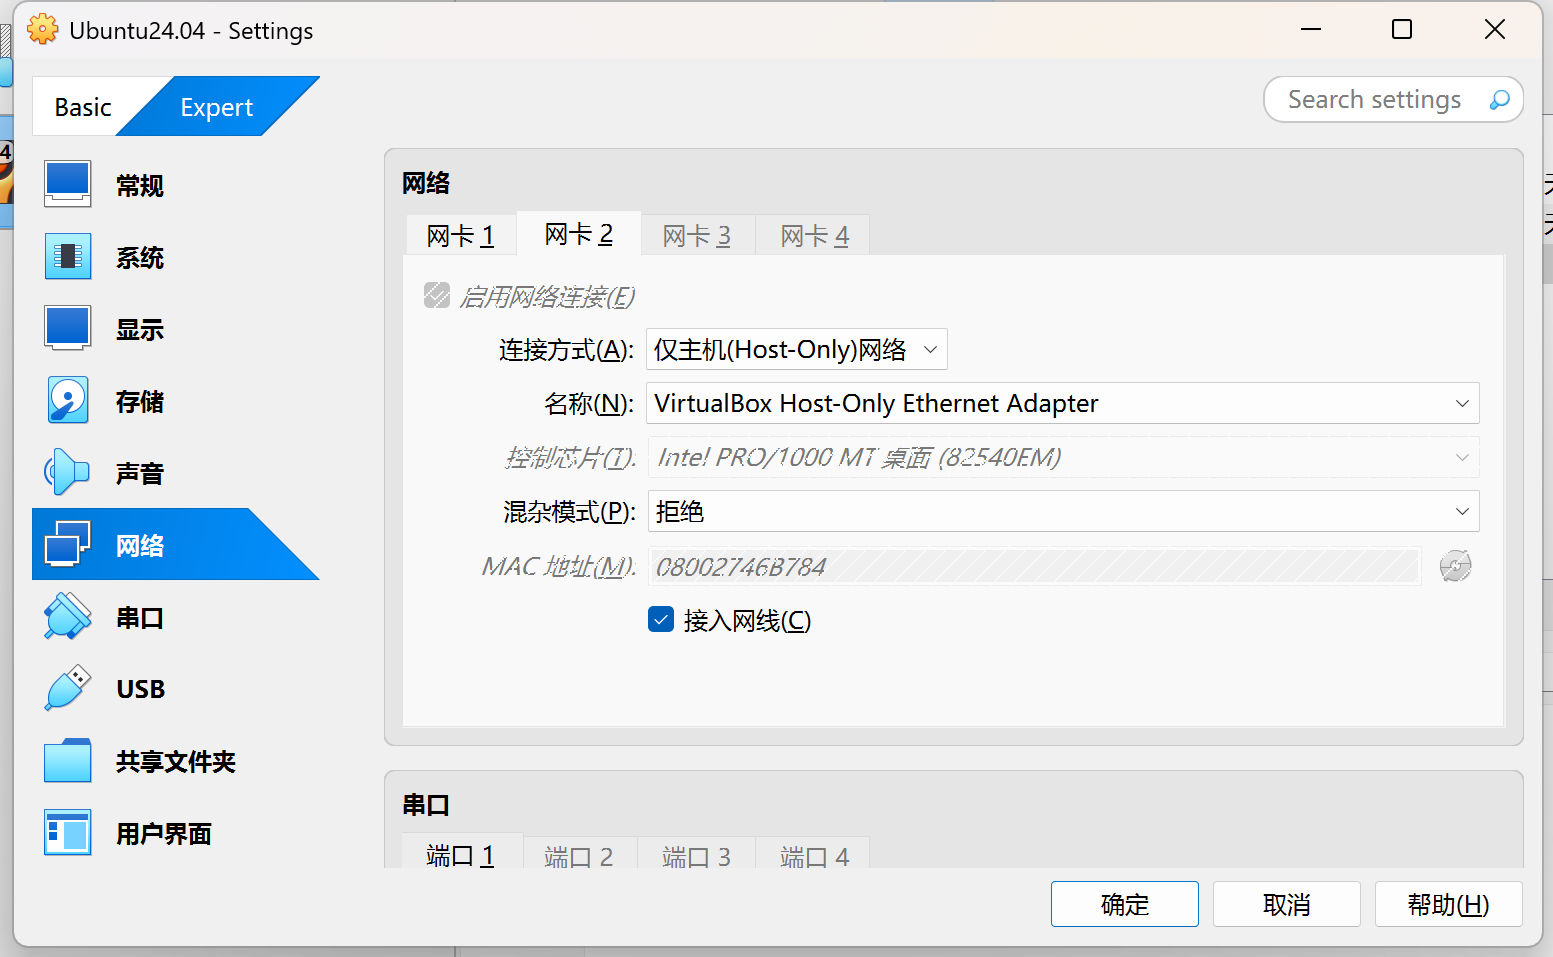 Ubuntu24.04 - Settings
Basic
Expert
Search settings
常规
系统
显示
存储
声音
网络
串口
USB
共享文件夹
用户界面
网络
网卡 1
网卡 2
网卡 3
网卡 4
启用网络连接(E)
连接方式(A): 仅主机(Host-Only)网络
名称(N): VirtualBox Host-Only Ethernet Adapter
控制芯片(T): Intel PRO/1000 MT 桌面 (82540EM)
混杂模式(P): 拒绝
MAC 地址(M): 08002746B784
接入网线(C)
串口
端口 1
端口 2
端口 3
端口 4
确定
取消
帮助(H)